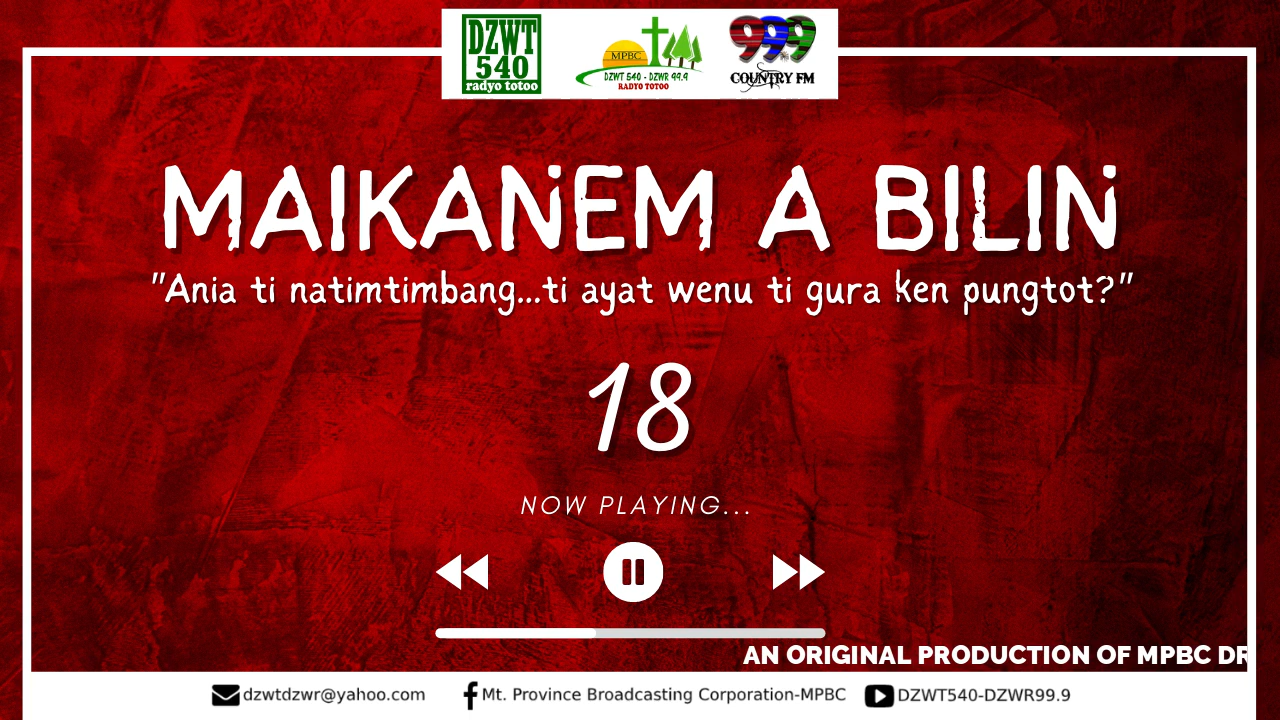 DZWT
540
radyo totoo
MPBC
DZWT 540 - DZWR 99.9
RADYO TOTOO
99.9
COUNTRY FM
MAIKANEM A BILIN
"Ania ti natimtimbang...ti ayat wenu ti gura ken pungtot?"
18
NOW PLAYING...
AN ORIGINAL PRODUCTION OF MPBC DR
dzwtdzwr@yahoo.com Mt. Province Broadcasting Corporation-MPBC DZWT540-DZWR99.9